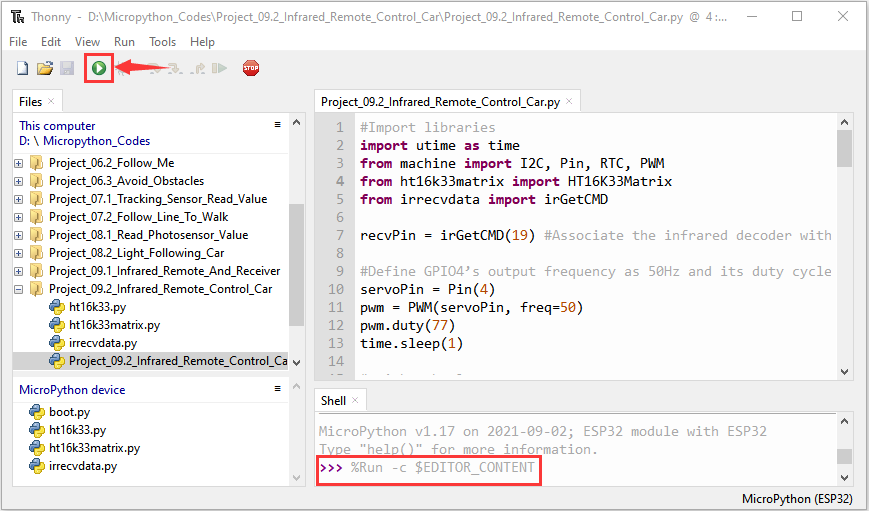 Thonny - D:\Micropython_Codes\Project_09.2_Infrared_Remote_Control_Car\Project_09.2_Infrared_Remote_Control_Car.py @ 4 :...
File Edit View Run Tools Help
STOP
Files ×
This computer
D: \ Micropython_Codes
Project_06.2_Follow_Me
Project_06.3_Avoid_Obstacles
Project_07.1_Tracking_Sensor_Read_Value
Project_07.2_Follow_Line_To_Walk
Project_08.1_Read_Photosensor_Value
Project_08.2_Light_Following_Car
Project_09.1_Infrared_Remote_And_Receiver
Project_09.2_Infrared_Remote_Control_Car
ht16k33.py
ht16k33matrix.py
irrecvdata.py
Project_09.2_Infrared_Remote_Control_Ca
MicroPython device
boot.py
ht16k33.py
ht16k33matrix.py
irrecvdata.py
Project_09.2_Infrared_Remote_Control_Car.py ×
1 #Import libraries
2 import utime as time
3 from machine import I2C, Pin, RTC, PWM
4 from ht16k33matrix import HT16K33Matrix
5 from irrecvdata import irGetCMD
6
7 recvPin = irGetCMD(19) #Associate the infrared decoder with
8
9 #Define GPIO4’s output frequency as 50Hz and its duty cycle
10 servoPin = Pin(4)
11 pwm = PWM(servoPin, freq=50)
12 pwm.duty(77)
13 time.sleep(1)
14
Shell ×
MicroPython v1.17 on 2021-09-02; ESP32 module with ESP32
Type "help()" for more information.
>>> %Run -c $EDITOR_CONTENT
MicroPython (ESP32)